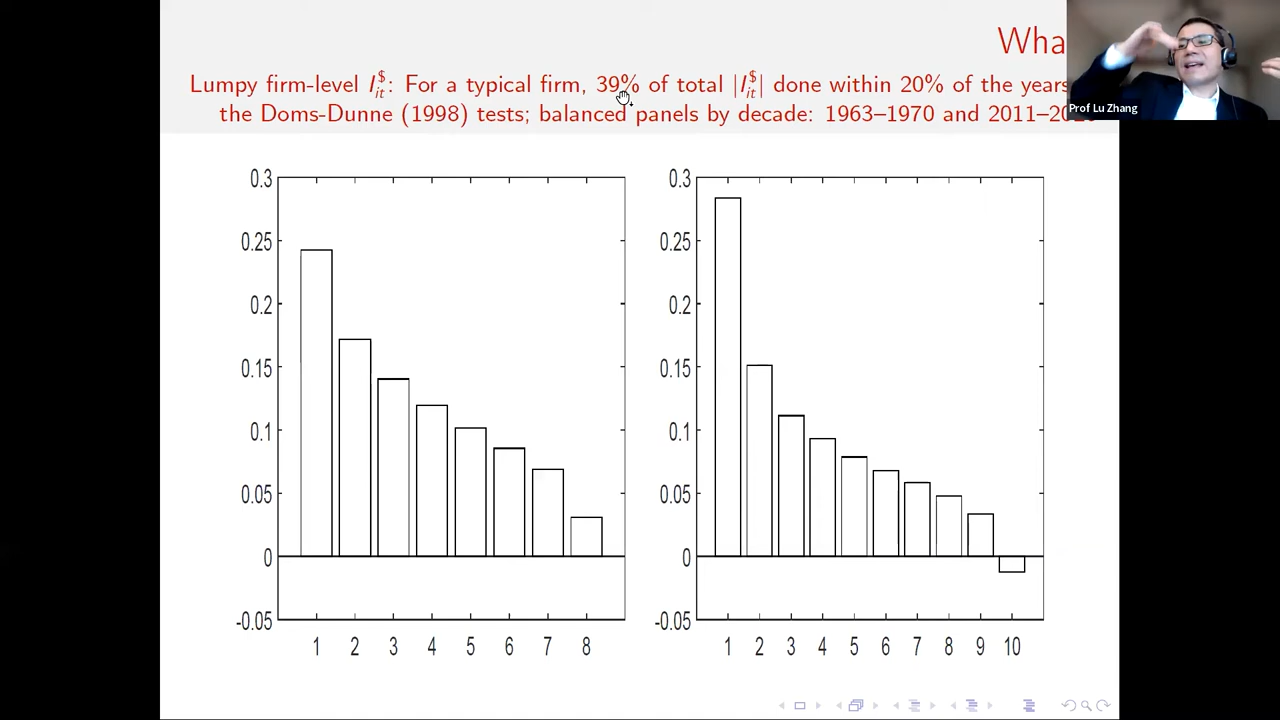 Wha
Lumpy firm-level I$it: For a typical firm, 39% of total |I$it| done within 20% of the years
the Doms-Dunne (1998) tests; balanced panels by decade: 1963–1970 and 2011–20
Prof Lu Zhang
0.3
0.25
0.2
0.15
0.1
0.05
0
-0.05
1 2 3 4 5 6 7 8
0.3
0.25
0.2
0.15
0.1
0.05
0
-0.05
1 2 3 4 5 6 7 8 9 10